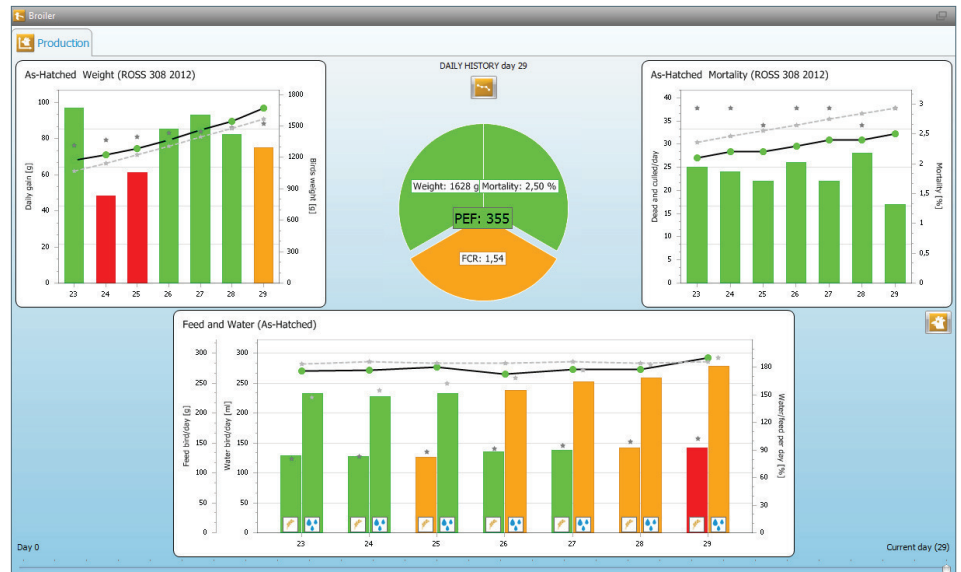 Broiler
Production
As-Hatched Weight (ROSS 308 2012)
100
80
60
40
20
0
Daily gain [g]
1800
1500
1200
900
600
300
0
Birds weight [g]
23 24 25 26 27 28 29
DAILY HISTORY day 29
Weight: 1628 g Mortality: 2,50 %
PEF: 355
FCR: 1,54
As-Hatched Mortality (ROSS 308 2012)
40
35
30
25
20
15
10
5
0
Dead and culled/day
3
2,5
2
1,5
1
0,5
0
Mortality [%]
23 24 25 26 27 28 29
Feed and Water (As-Hatched)
300 300
250 250
200 200
150 150
100 100
50 50
0 0
Feed bird/day [g]
Water bird/day [ml]
180
150
120
90
60
30
0
Water/feed per day [%]
23 24 25 26 27 28 29
Day 0
Current day (29)